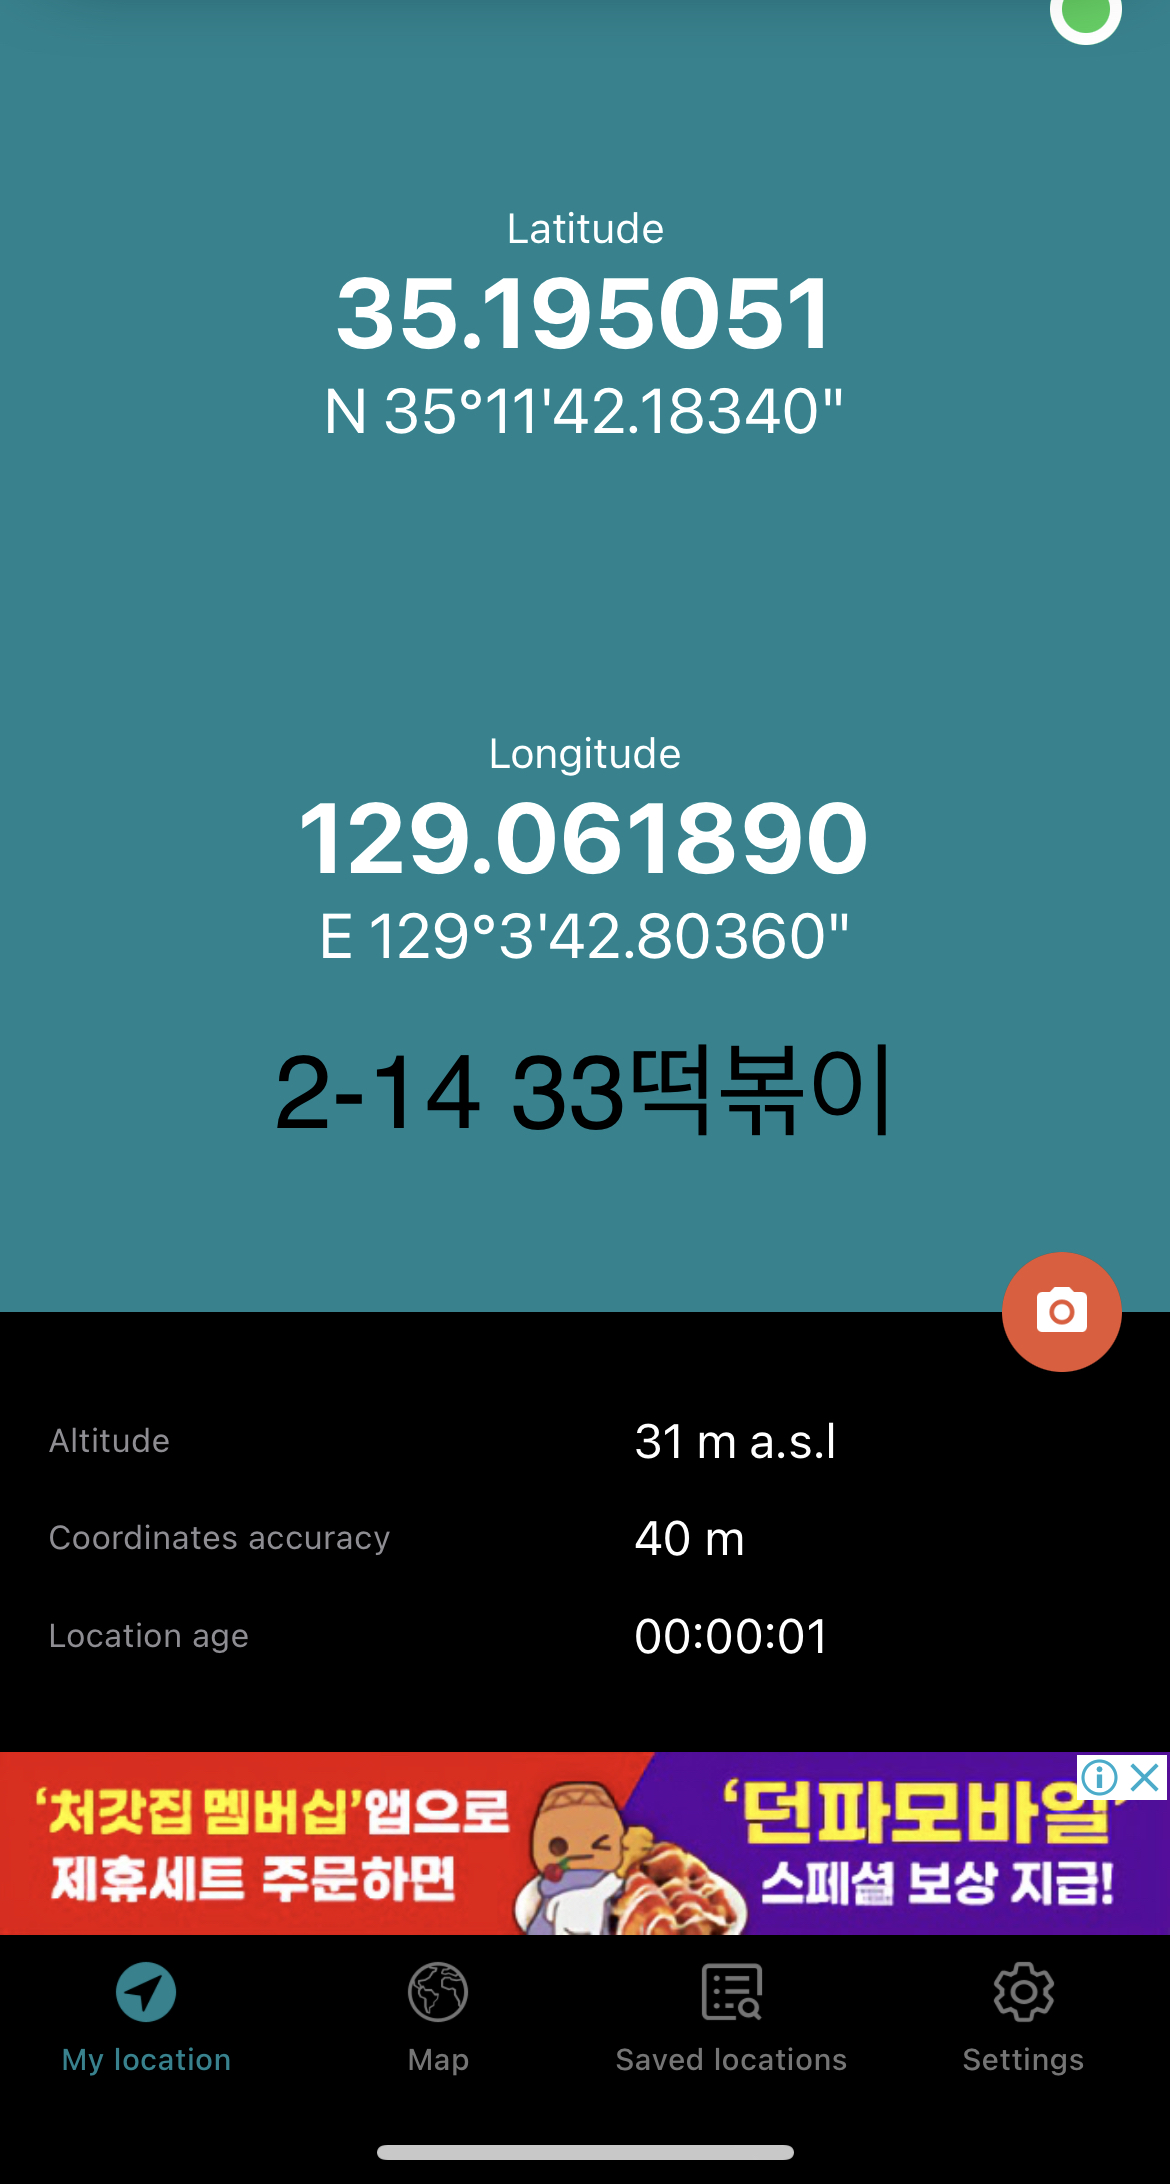 Latitude
35.195051
N 35°11'42.18340"
Longitude
129.061890
E 129°3'42.80360"
2-14 33떡볶이
Altitude 31 m a.s.l
Coordinates accuracy 40 m
Location age 00:00:01
‘처갓집 멤버십’앱으로
제휴세트 주문하면
‘던파모바일’
스페셜 보상 지급!
My location Map Saved locations Settings